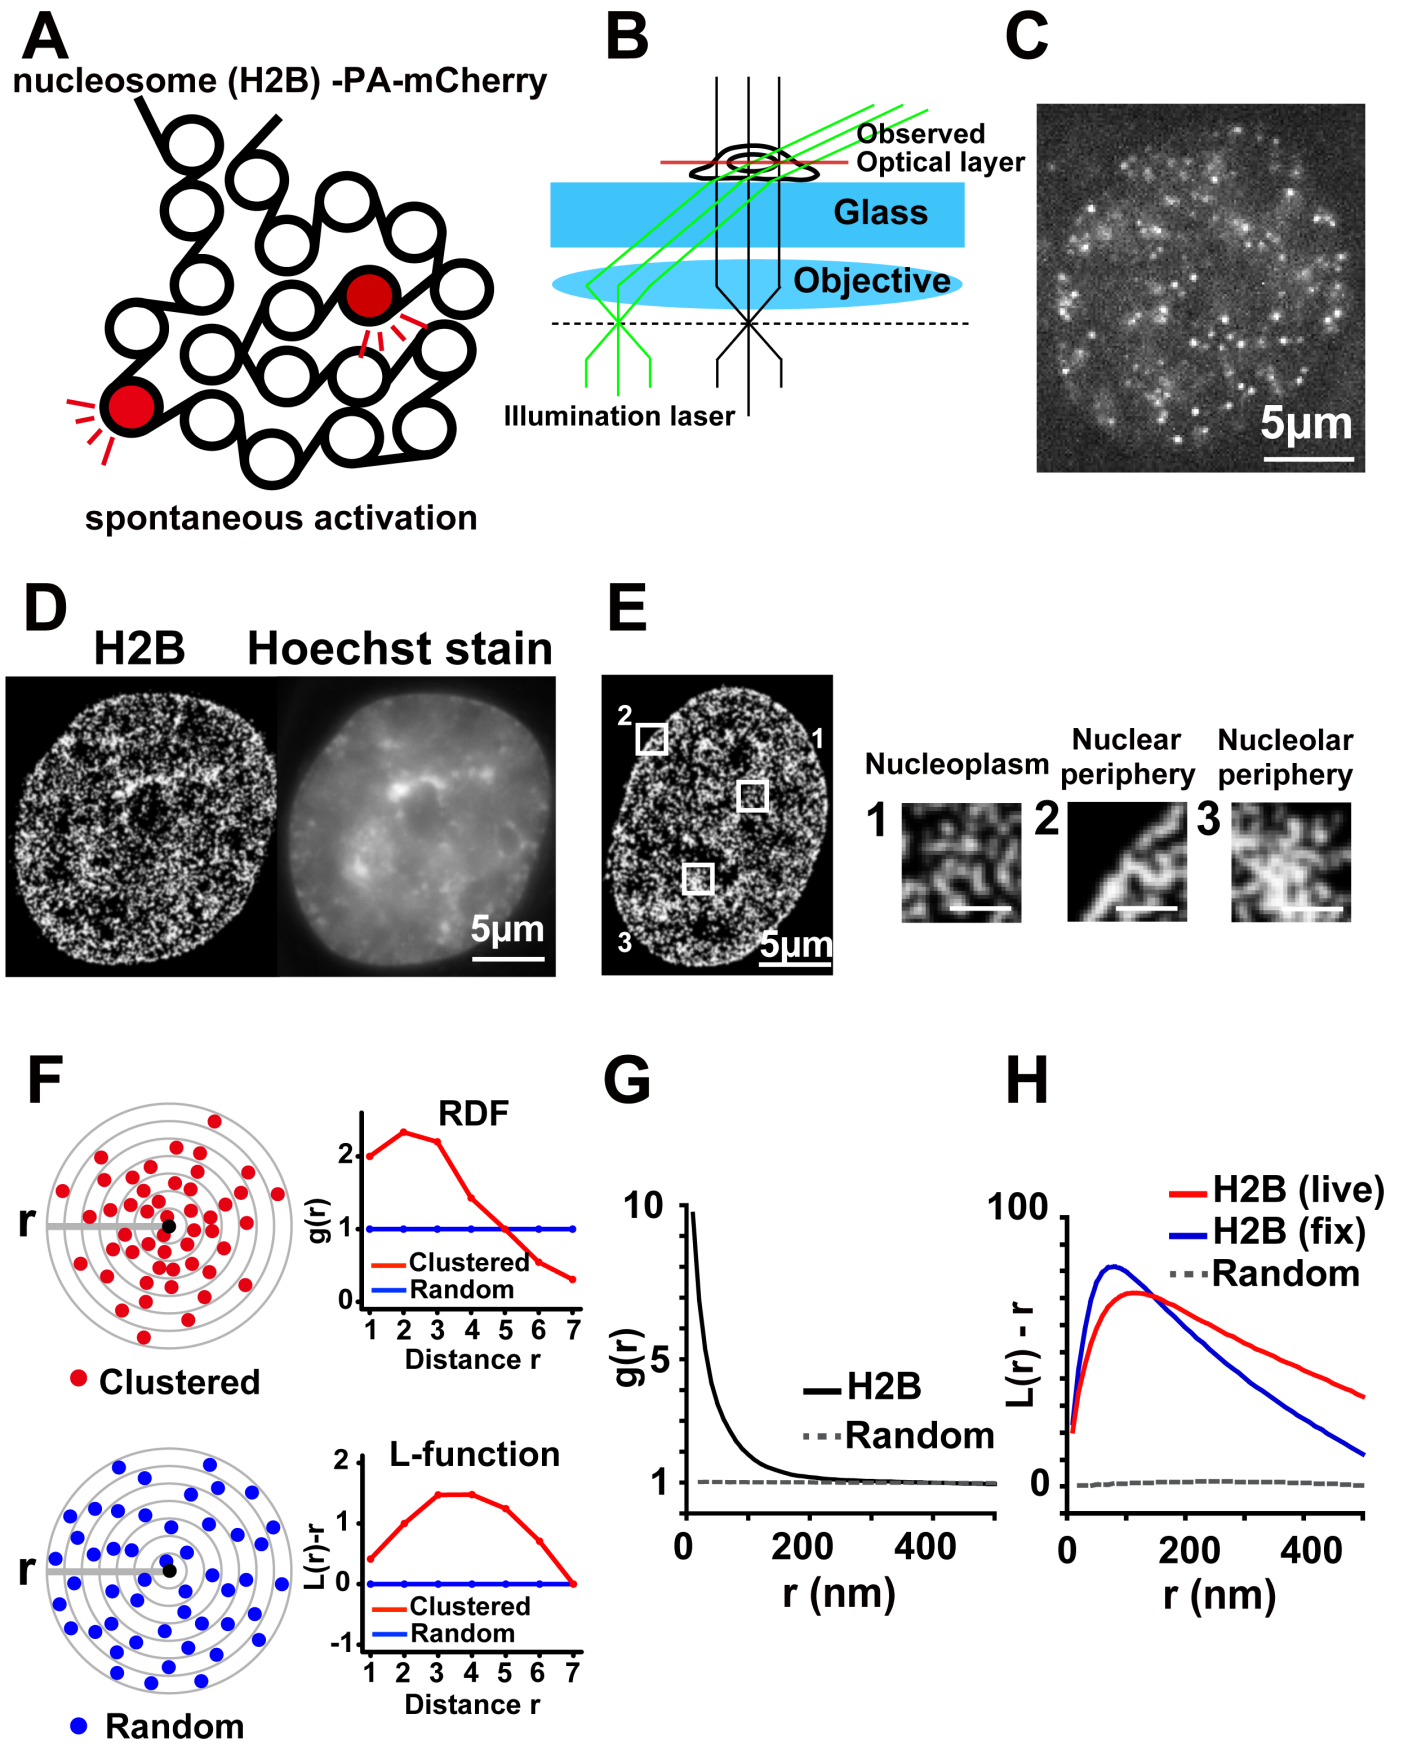 A
nucleosome (H2B) -PA-mCherry
spontaneous activation
B
Observed
Optical layer
Glass
Objective
Illumination laser
C
5μm
D
H2B Hoechst stain
5μm
E
2
1
3
5μm
Nucleoplasm
1
Nuclear
periphery
2
Nucleolar
periphery
3
F
r
Clustered
RDF
g(r)
2
1
0
Clustered
Random
1 2 3 4 5 6 7
Distance r
r
Random
L-function
L(r)-r
2
1
0
-1
Clustered
Random
1 2 3 4 5 6 7
Distance r
G
g(r)
10
5
1
H2B
Random
0 200 400
r (nm)
H
L(r) - r
100
0
H2B (live)
H2B (fix)
Random
0 200 400
r (nm)